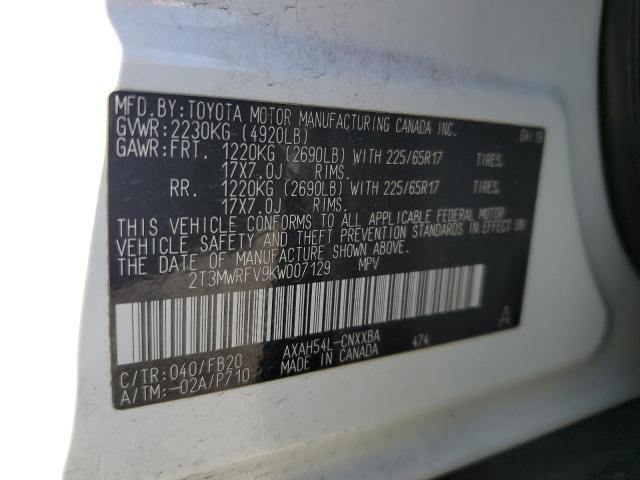 MFD.BY:TOYOTA MOTOR MANUFACTURING CANADA INC. 04/19
GVWR:2230KG (4920LB)
GAWR:FRT. 1220KG (2690LB) WITH 225/65R17 TIRES.
17X7.0J RIMS.
RR. 1220KG (2690LB) WITH 225/65R17 TIRES.
17X7.0J RIMS.
THIS VEHICLE CONFORMS TO ALL APPLICABLE FEDERAL MOTOR
VEHICLE SAFETY AND THEFT PREVENTION STANDARDS IN EFFECT ON
THE DATE OF MANUFACTURE SHOWN ABOVE.
2T3MWRFV9KW007129 MPV
A
C/TR:040/FB20 AXAH54L-CNXXBA 474
A/TM:-02A/P710 MADE IN CANADA